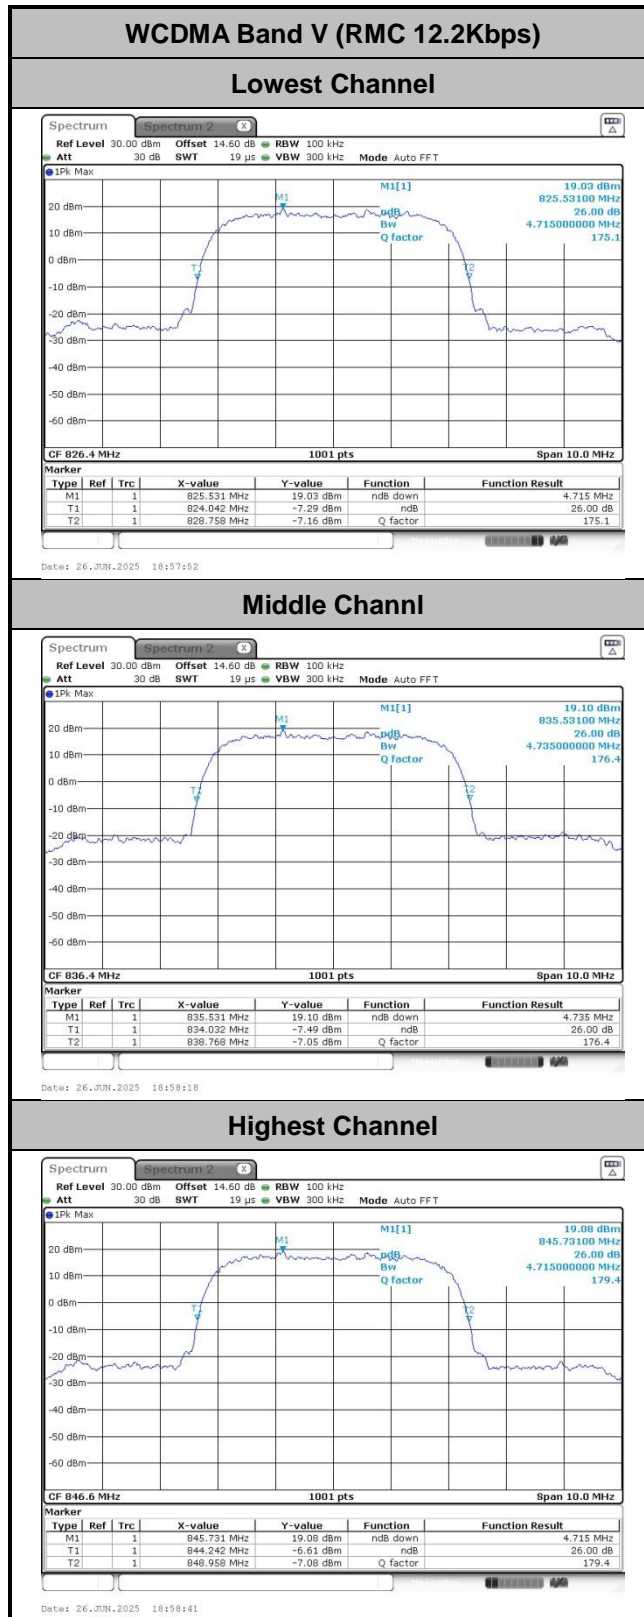 WCDMA Band V (RMC 12.2Kbps)
Lowest Channel
Spectrum Spectrum 2 X
Ref Level 30.00 dBm Offset 14.60 dB RBW 100 kHz
Att 30 dB SWT 19 µs VBW 300 kHz Mode Auto FFT
1Pk Max
M1[1] 19.03 dBm
M1 825.53100 MHz
20 dBm ndB 26.00 dB
Bw 4.715000000 MHz
10 dBm Q factor 175.1
0 dBm
T1 T2
-10 dBm
-20 dBm
-30 dBm
-40 dBm
-50 dBm
-60 dBm
CF 826.4 MHz 1001 pts Span 10.0 MHz
Marker
Type Ref Trc X-value Y-value Function Function Result
M1 1 825.531 MHz 19.03 dBm ndB down 4.715 MHz
T1 1 824.042 MHz -7.29 dBm ndB 26.00 dB
T2 1 828.758 MHz -7.16 dBm Q factor 175.1
Date: 26.JUN.2025 18:57:52
Middle Channl
Spectrum Spectrum 2 X
Ref Level 30.00 dBm Offset 14.60 dB RBW 100 kHz
Att 30 dB SWT 19 µs VBW 300 kHz Mode Auto FFT
1Pk Max
M1[1] 19.10 dBm
M1 835.53100 MHz
20 dBm ndB 26.00 dB
Bw 4.735000000 MHz
10 dBm Q factor 176.4
0 dBm
T1 T2
-10 dBm
-20 dBm
-30 dBm
-40 dBm
-50 dBm
-60 dBm
CF 836.4 MHz 1001 pts Span 10.0 MHz
Marker
Type Ref Trc X-value Y-value Function Function Result
M1 1 835.531 MHz 19.10 dBm ndB down 4.735 MHz
T1 1 834.032 MHz -7.49 dBm ndB 26.00 dB
T2 1 838.768 MHz -7.05 dBm Q factor 176.4
Date: 26.JUN.2025 18:58:18
Highest Channel
Spectrum Spectrum 2 X
Ref Level 30.00 dBm Offset 14.60 dB RBW 100 kHz
Att 30 dB SWT 19 µs VBW 300 kHz Mode Auto FFT
1Pk Max
M1[1] 19.08 dBm
M1 845.73100 MHz
20 dBm ndB 26.00 dB
Bw 4.715000000 MHz
10 dBm Q factor 179.4
0 dBm
T1 T2
-10 dBm
-20 dBm
-30 dBm
-40 dBm
-50 dBm
-60 dBm
CF 846.6 MHz 1001 pts Span 10.0 MHz
Marker
Type Ref Trc X-value Y-value Function Function Result
M1 1 845.731 MHz 19.08 dBm ndB down 4.715 MHz
T1 1 844.242 MHz -6.61 dBm ndB 26.00 dB
T2 1 848.958 MHz -7.08 dBm Q factor 179.4
Date: 26.JUN.2025 18:58:41